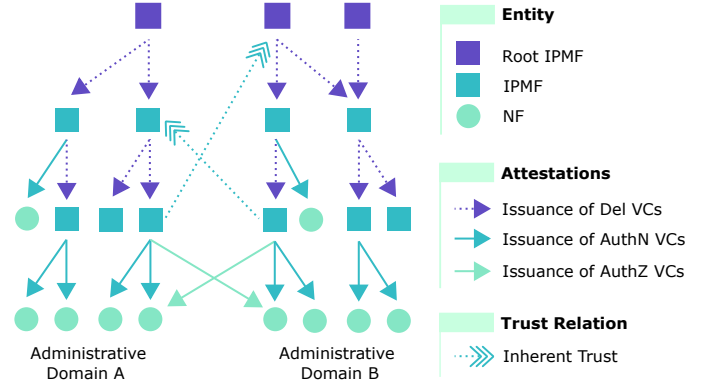 Entity
Root IPMF
IPMF
NF
Attestations
Issuance of Del VCs
Issuance of AuthN VCs
Issuance of AuthZ VCs
Trust Relation
Inherent Trust
Administrative
Domain A
Administrative
Domain B